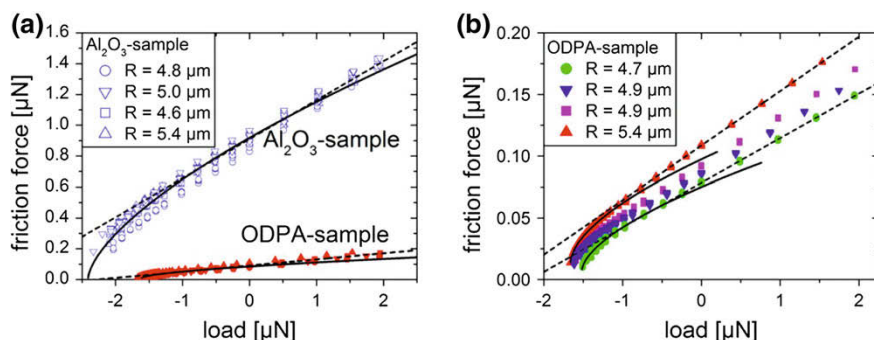 (a)
Al₂O₃-sample
R = 4.8 µm
R = 5.0 µm
R = 4.6 µm
R = 5.4 µm
Al₂O₃-sample
ODPA-sample
friction force [µN]
1.6
1.4
1.2
1.0
0.8
0.6
0.4
0.2
0.0
-2 -1 0 1 2
load [µN]
(b)
ODPA-sample
R = 4.7 µm
R = 4.9 µm
R = 4.9 µm
R = 5.4 µm
friction force [µN]
0.20
0.15
0.10
0.05
0.00
-2 -1 0 1 2
load [µN]